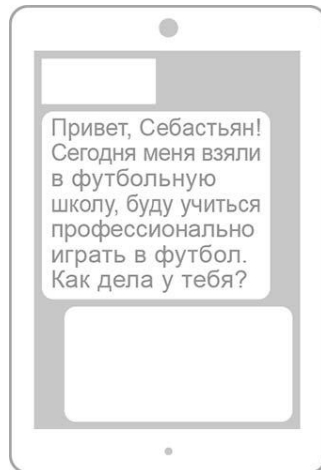 Привет, Себастьян!
Сегодня меня взяли
в футбольную
школу, буду учиться
профессионально
играть в футбол.
Как дела у тебя?